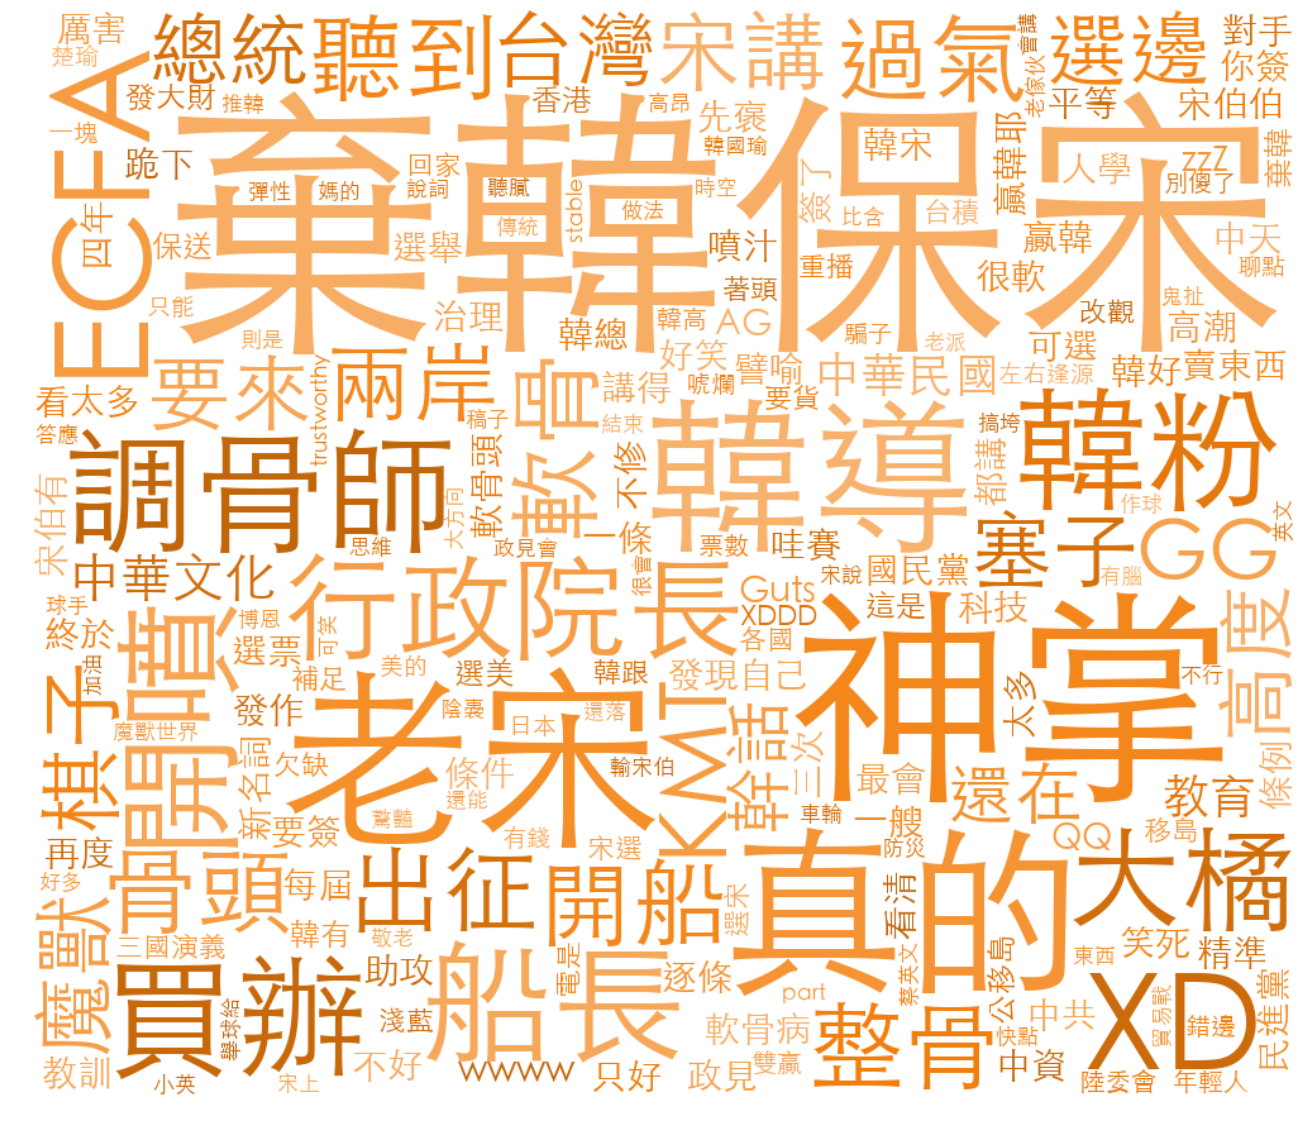 厲害
楚瑜
總統
聽到
台灣
宋講
過氣
會講
選邊
對手
你簽
發大財
推韓
香港
高昂
先褒
老傢伙
平等
宋伯伯
一塊
ECFA
跪下
棄韓保宋
回家
韓國瑜
韓宋
贏韓耶
人學
zzZ
別傻了
棄韓
彈性
媽的
說詞
聽膩
stable
做法
時空
簽了
比含
台積
四年
保送
選舉
傳統
噴汁
重播
很軟
贏韓
中天
聊點
只能
著頭
改觀
鬼扯
則是
治理
韓總
韓高
AG
騙子
老派
可選
高潮
要來
兩岸
軟骨
好笑
譬喻
中華民國
左右逢源
韓好
賣東西
看太多
trustworthy
講得
唬爛
要貨
答應
稿子
結束
韓導
搞垮
韓粉
調骨師
軟骨頭
不修
都講
宋伯有
大方向
作球
英文
思維
政見會
一條
票數
哇賽
塞子
GG
中華文化
行政院長
很會
宋說
國民黨
有腦
球手
博恩
Guts
XDDD
這是
科技
高度
終於
加油
噴
選票
可笑
美的
選美
韓跟
各國
發現自己
神掌
太多
不行
棋子
補足
發作
陰囊
老宋
日本
還落
KMT
幹話
三次
魔獸世界
新名詞
欠缺
條件
輸宋伯
最會
還在
教育
條例
開
要簽
驚豔
還能
有錢
車輪
一艘
防災
QQ
移島
再度
好多
頭
每屆
出征
宋選
開船
選宋
真的
看清
大橘
魔獸
三國演義
韓有
敬老
電是
蔡英文
公移島
東西
笑死
精準
買辦
舉球給
助攻
淺藍
船長
逐條
part
軟骨病
整骨
快點
中共
XD
貿易戰
錯邊
民進黨
教訓
小英
宋上
不好
wwww
只好
政見
雙贏
中資
陸委會
年輕人